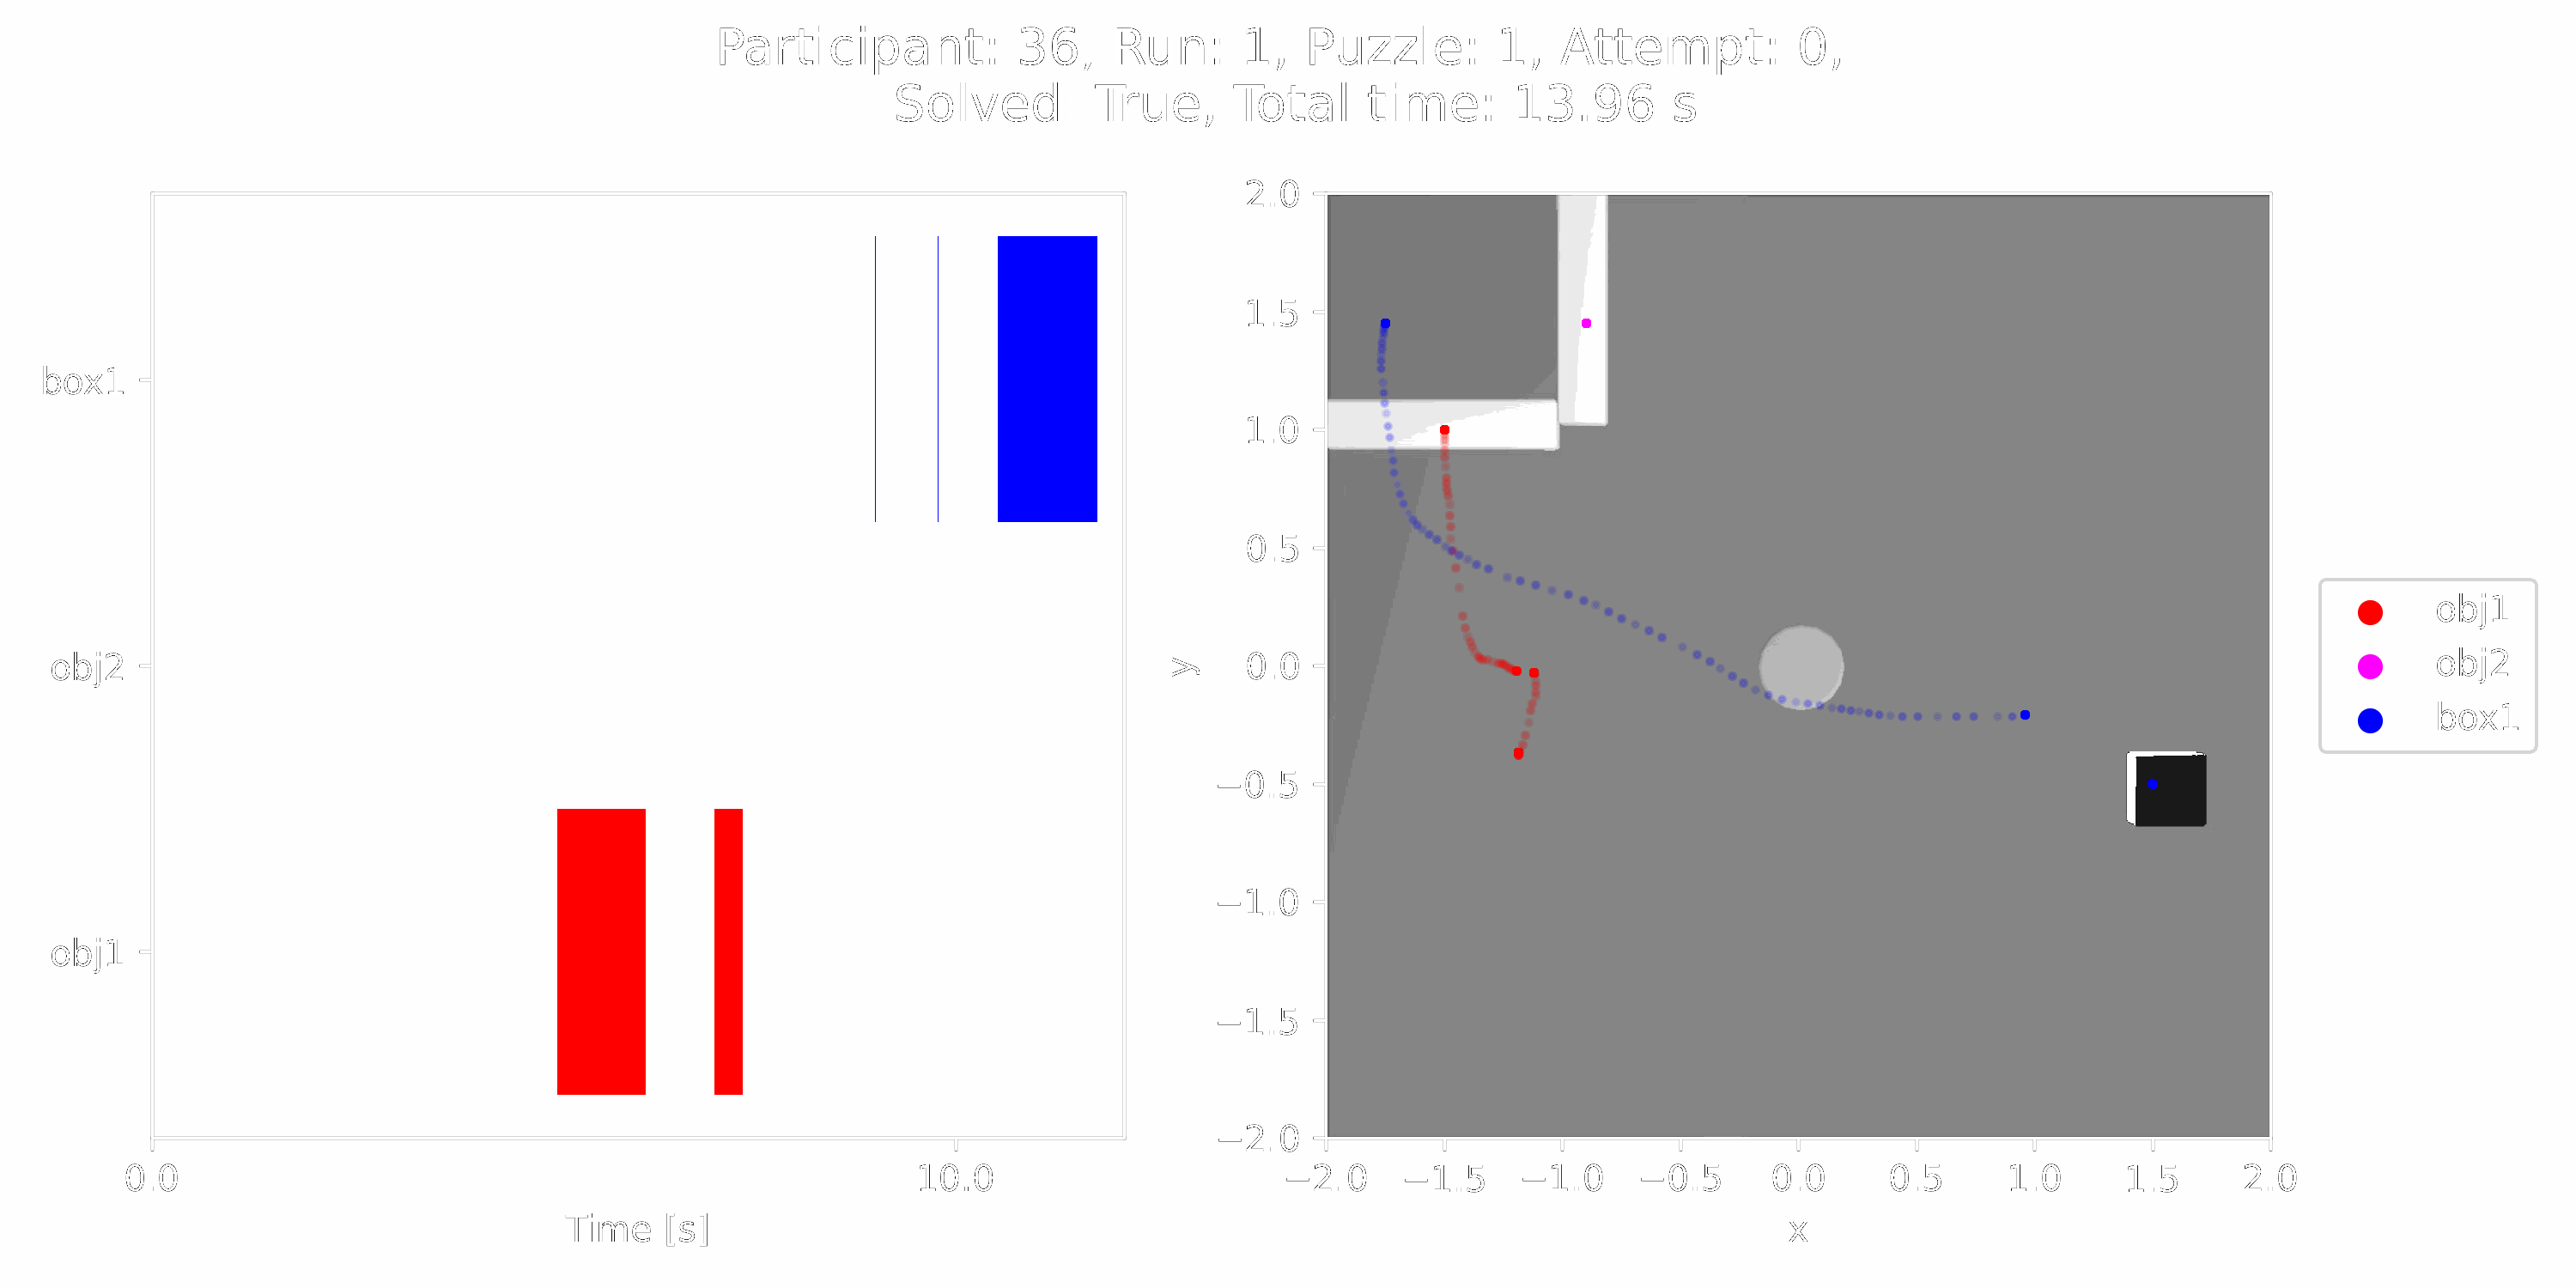 Participant: 36, Run: 1, Puzzle: 1, Attempt: 0,
Solved True, Total time: 13.96 s
box1
obj2
obj1
0.0
10.0
Time [s]
2.0
1.5
1.0
0.5
0.0
−0.5
−1.0
−1.5
−2.0
y
−2.0
−1.5
−1.0
−0.5
0.0
0.5
1.0
1.5
2.0
x
obj1
obj2
box1